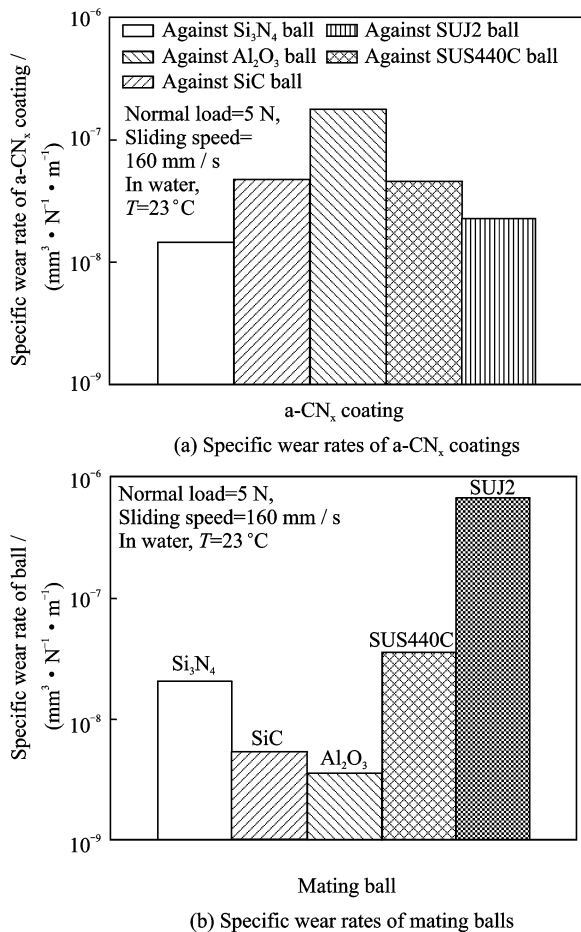 Specific wear rate of a-CNₓ coating /
(mm³ • N⁻¹ • m⁻¹)
10⁻⁶
10⁻⁷
10⁻⁸
10⁻⁹
Against Si₃N₄ ball
Against SUJ2 ball
Against Al₂O₃ ball
Against SUS440C ball
Against SiC ball
Normal load=5 N,
Sliding speed=
160 mm / s
In water,
T=23°C
a-CNₓ coating
(a) Specific wear rates of a-CNₓ coatings
Specific wear rate of ball /
(mm³ • N⁻¹ • m⁻¹)
10⁻⁶
10⁻⁷
10⁻⁸
10⁻⁹
Normal load=5 N,
Sliding speed=160 mm / s
In water, T=23°C
Si₃N₄
SiC
Al₂O₃
SUS440C
SUJ2
Mating ball
(b) Specific wear rates of mating balls